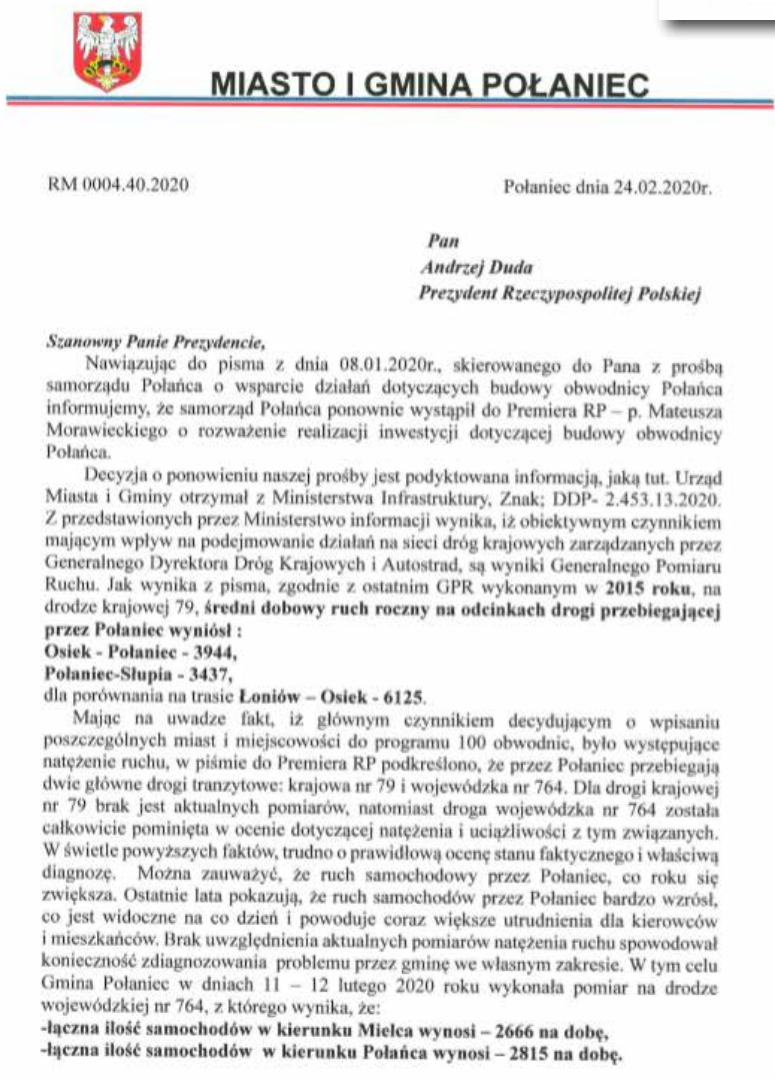 MIASTO I GMINA POŁANIEC
RM 0004.40.2020
Połaniec dnia 24.02.2020r.
Pan
Andrzej Duda
Prezydent Rzeczypospolitej Polskiej
Szanowny Panie Prezydencie,
Nawiązując do pisma z dnia 08.01.2020r., skierowanego do Pana z prośbą
samorządu Połańca o wsparcie działań dotyczących budowy obwodnicy Połańca
informujemy, że samorząd Połańca ponownie wystąpił do Premiera RP – p. Mateusza
Morawieckiego o rozważenie realizacji inwestycji dotyczącej budowy obwodnicy
Połańca.
Decyzja o ponowieniu naszej prośby jest podyktowana informacją, jaką tut. Urząd
Miasta i Gminy otrzymał z Ministerstwa Infrastruktury, Znak; DDP- 2.453.13.2020.
Z przedstawionych przez Ministerstwo informacji wynika, iż obiektywnym czynnikiem
mającym wpływ na podejmowanie działań na sieci dróg krajowych zarządzanych przez
Generalnego Dyrektora Dróg Krajowych i Autostrad, są wyniki Generalnego Pomiaru
Ruchu. Jak wynika z pisma, zgodnie z ostatnim GPR wykonanym w 2015 roku, na
drodze krajowej 79, średni dobowy ruch roczny na odcinkach drogi przebiegającej
przez Połaniec wyniósł :
Osiek - Połaniec - 3944,
Połaniec-Słupia - 3437,
dla porównania na trasie Łoniów – Osiek - 6125.
Mając na uwadze fakt, iż głównym czynnikiem decydującym o wpisaniu
poszczególnych miast i miejscowości do programu 100 obwodnic, było występujące
natężenie ruchu, w piśmie do Premiera RP podkreślono, że przez Połaniec przebiegają
dwie główne drogi tranzytowe: krajowa nr 79 i wojewódzka nr 764. Dla drogi krajowej
nr 79 brak jest aktualnych pomiarów, natomiast droga wojewódzka nr 764 została
całkowicie pominięta w ocenie dotyczącej natężenia i uciążliwości z tym związanych.
W świetle powyższych faktów, trudno o prawidłową ocenę stanu faktycznego i właściwą
diagnozę. Można zauważyć, że ruch samochodowy przez Połaniec, co roku się
zwiększa. Ostatnie lata pokazują, że ruch samochodów przez Połaniec bardzo wzrósł,
co jest widoczne na co dzień i powoduje coraz większe utrudnienia dla kierowców
i mieszkańców. Brak uwzględnienia aktualnych pomiarów natężenia ruchu spowodował
konieczność zdiagnozowania problemu przez gminę we własnym zakresie. W tym celu
Gmina Połaniec w dniach 11 – 12 lutego 2020 roku wykonała pomiar na drodze
wojewódzkiej nr 764, z którego wynika, że:
-łączna ilość samochodów w kierunku Mielca wynosi – 2666 na dobę,
-łączna ilość samochodów w kierunku Połańca wynosi – 2815 na dobę.